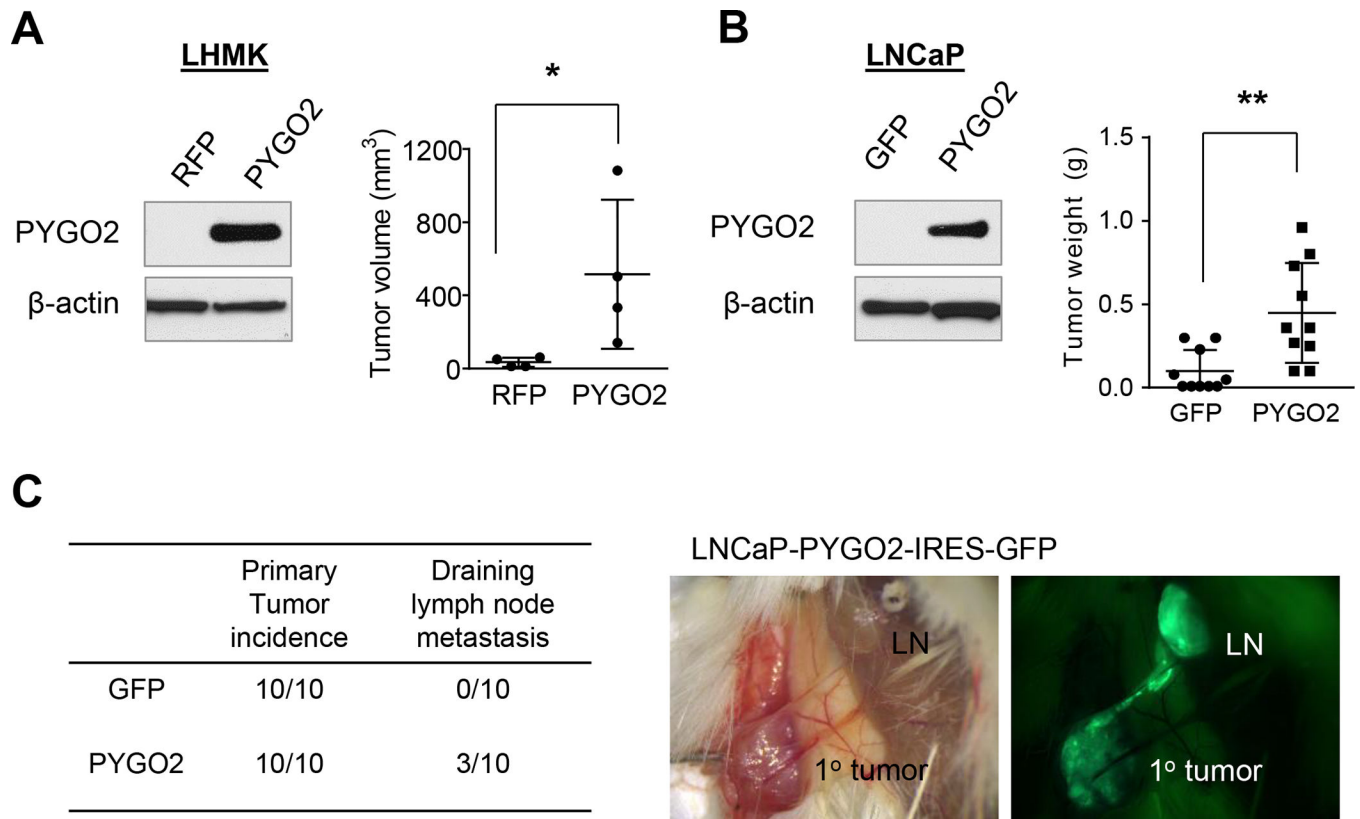 A
LHMK
RFP
PYGO2
PYGO2
β-actin
*
Tumor volume (mm³)
1200
800
400
0
RFP
PYGO2
B
LNCaP
GFP
PYGO2
PYGO2
β-actin
**
Tumor weight (g)
1.5
1.0
0.5
0.0
GFP
PYGO2
C
Primary
Tumor
incidence
Draining
lymph node
metastasis
GFP 10/10 0/10
PYGO2 10/10 3/10
LNCaP-PYGO2-IRES-GFP
LN
1º tumor
LN
1º tumor